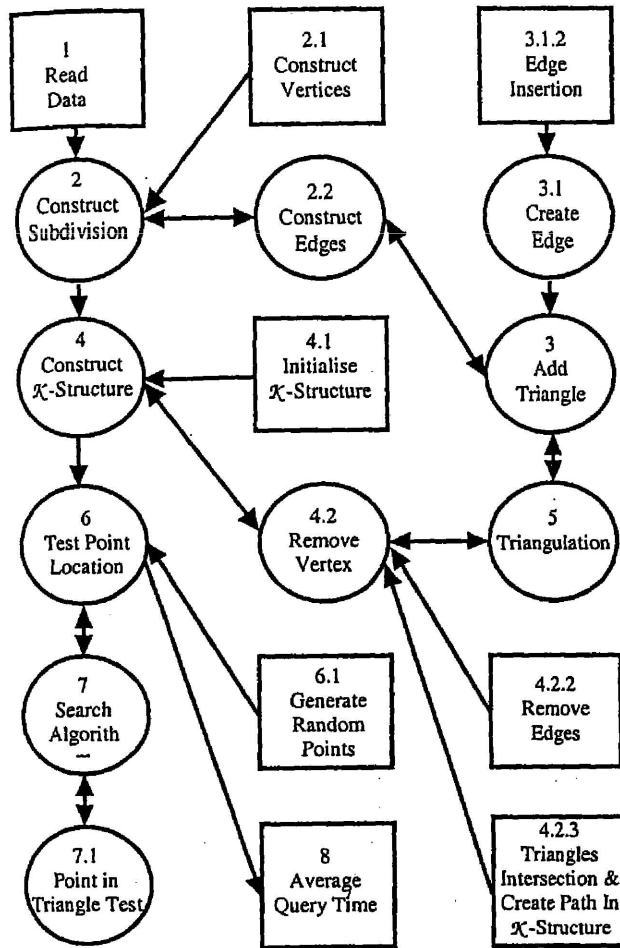 1
Read
Data
2.1
Construct
Vertices
3.1.2
Edge
Insertion
2
Construct
Subdivision
2.2
Construct
Edges
3.1
Create
Edge
4
Construct
𝒦-Structure
4.1
Initialise
𝒦-Structure
3
Add
Triangle
6
Test Point
Location
4.2
Remove
Vertex
5
Triangulation
7
Search
Algorith
6.1
Generate
Random
Points
4.2.2
Remove
Edges
7.1
Point in
Triangle Test
8
Average
Query Time
4.2.3
Triangles
Intersection &
Create Path In
𝒦-Structure